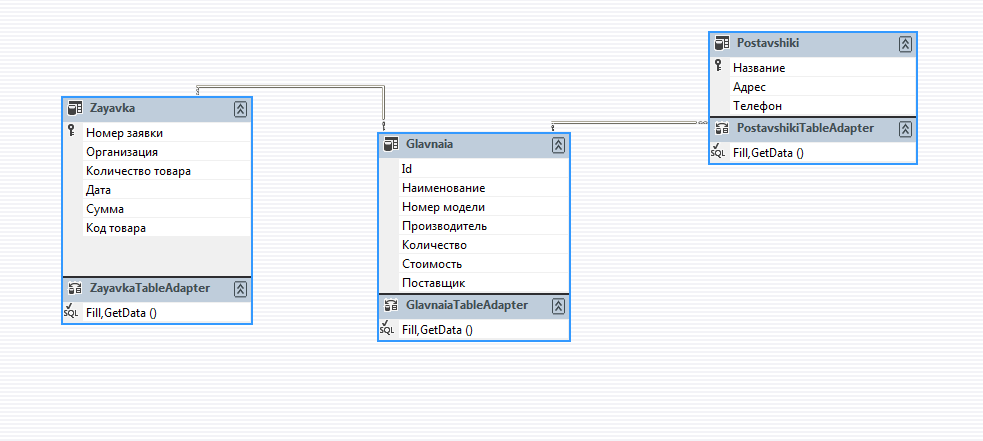 Zayavka
Номер заявки
Организация
Количество товара
Дата
Сумма
Код товара
ZayavkaTableAdapter
SQL
Fill,GetData ()
Glavnaia
Id
Наименование
Номер модели
Производитель
Количество
Стоимость
Поставщик
GlavnaiaTableAdapter
SQL
Fill,GetData ()
Postavshiki
Название
Адрес
Телефон
PostavshikiTableAdapter
SQL
Fill,GetData ()